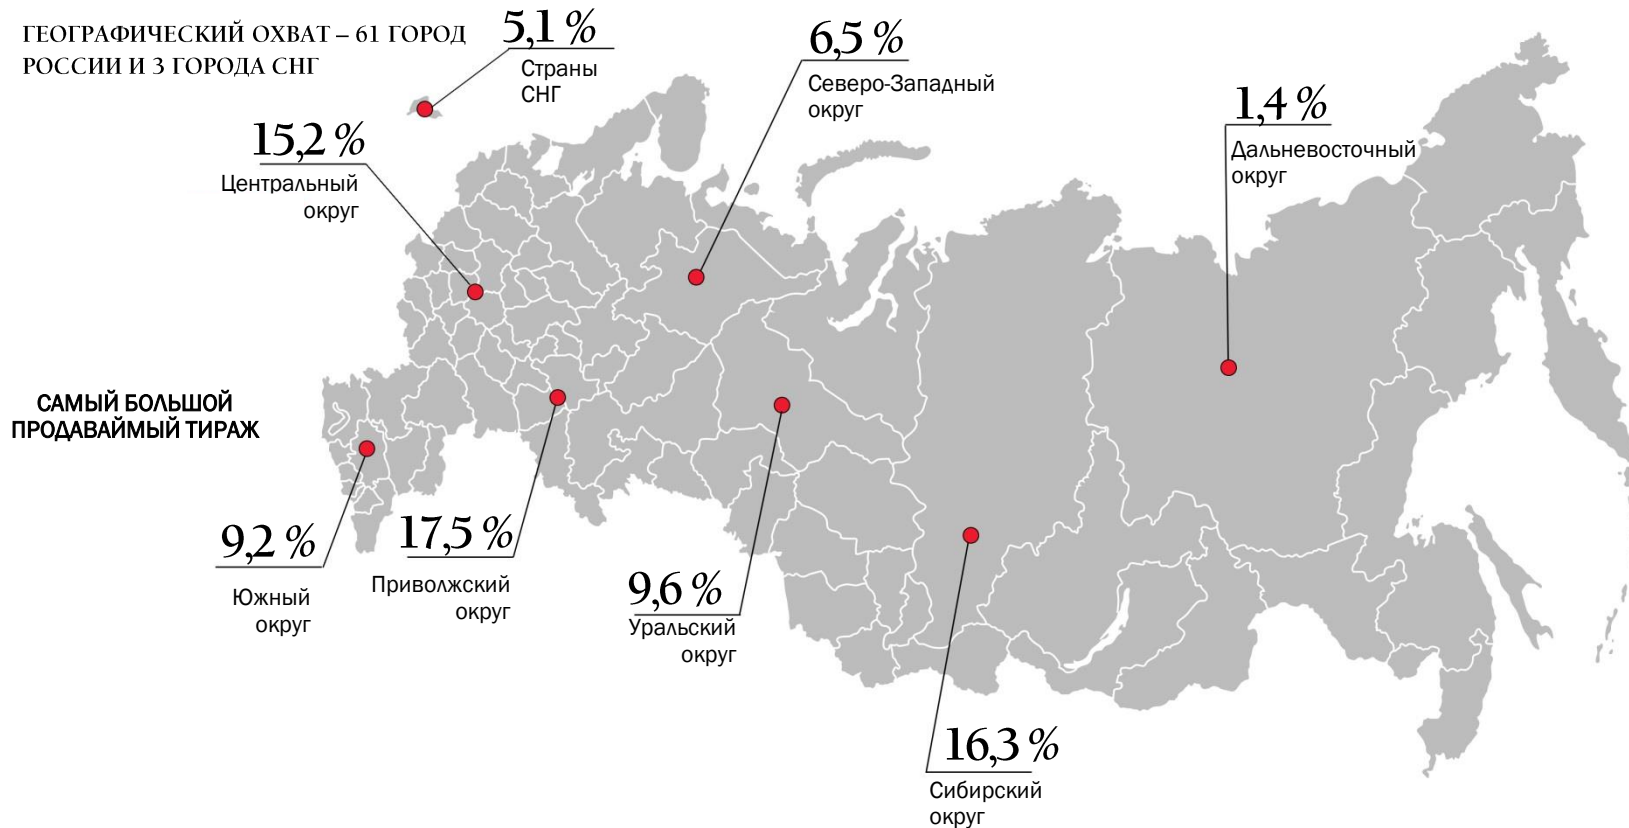 ГЕОГРАФИЧЕСКИЙ ОХВАТ – 61 ГОРОД
РОССИИ И 3 ГОРОДА СНГ
5,1 %
Страны
СНГ
6,5 %
Северо-Западный
округ
1,4 %
Дальневосточный
округ
15,2 %
Центральный
округ
САМЫЙ БОЛЬШОЙ
ПРОДАВАЙМЫЙ ТИРАЖ
9,2 %
Южный
округ
17,5 %
Приволжский
округ
9,6 %
Уральский
округ
16,3 %
Сибирский
округ